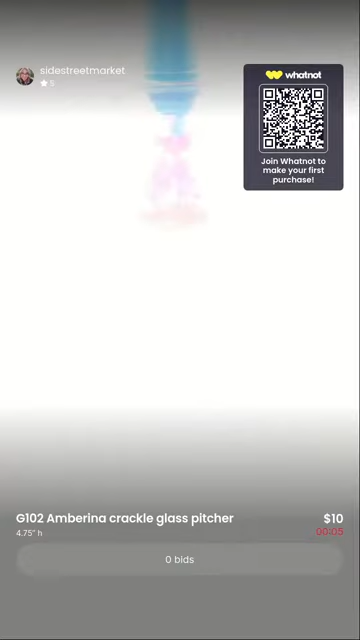 sidestreetmarket
5
whatnot
Join Whatnot to
make your first
purchase!
G102 Amberina crackle glass pitcher
$10
4.75” h
00:05
0 bids